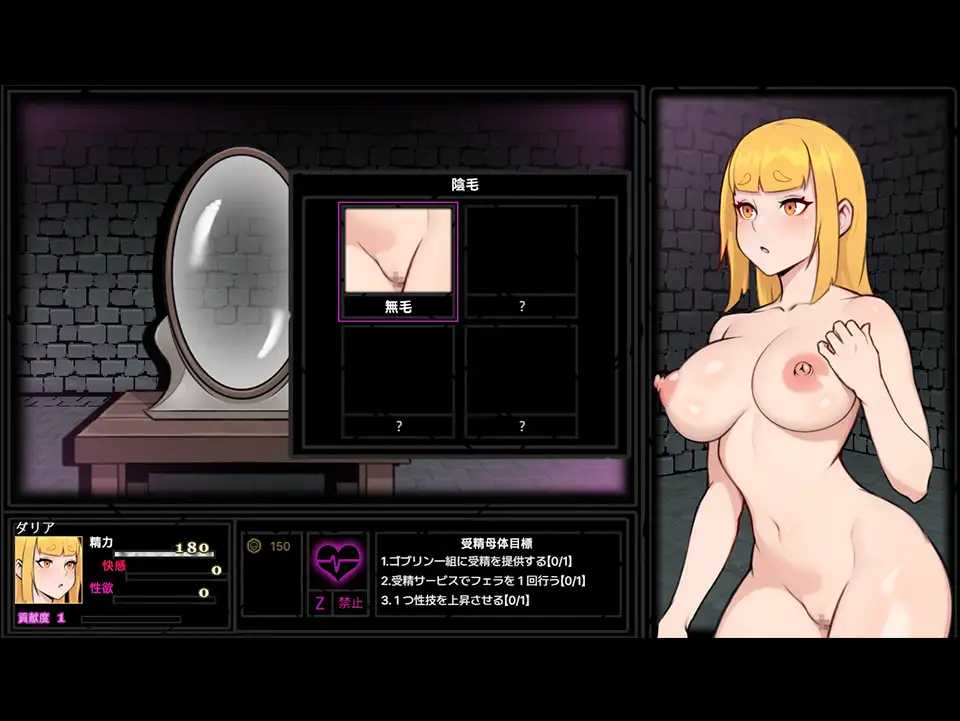 陰毛
無毛
?
?
?
ダリア
精力
180
快感
0
性欲
0
貢献度 1
150
Z 禁止
受精母体目標
1.ゴブリン一組に受精を提供する【0/1】
2.受精サービスでフェラを１回行う【0/1】
3.１つ性技を上昇させる【0/1】